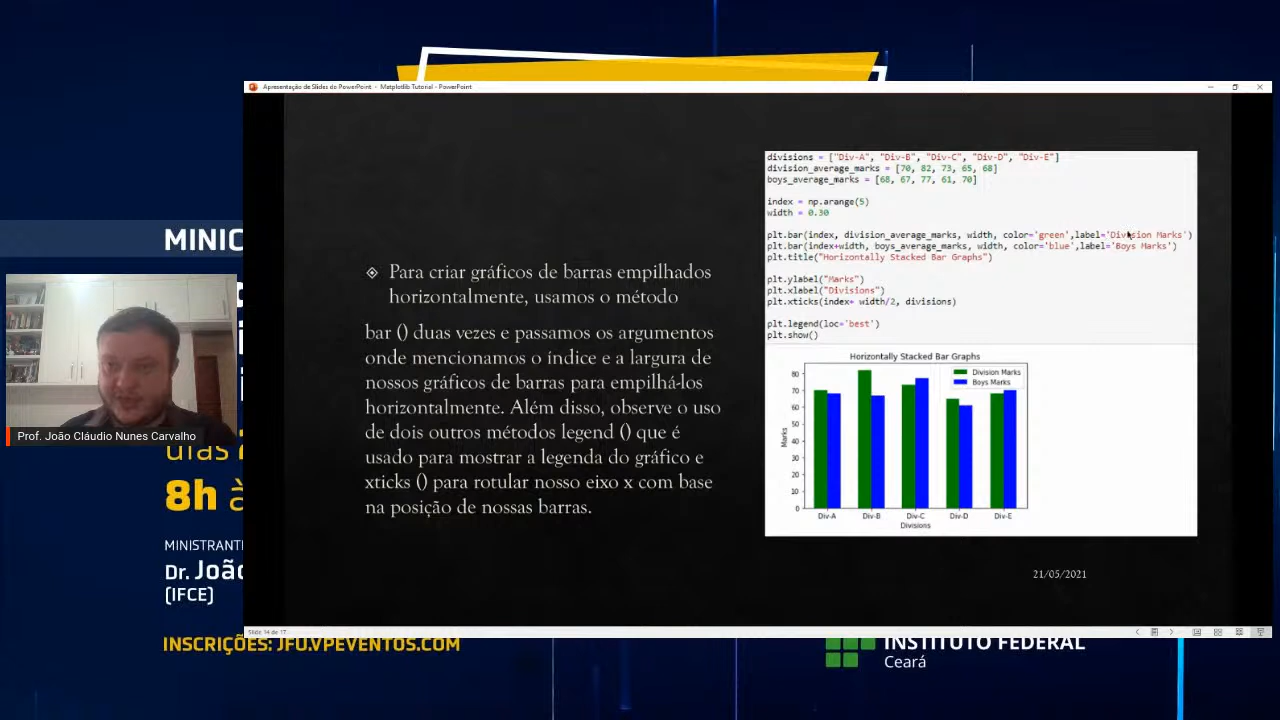 Apresentação de Slides do PowerPoint - Matplotlib Tutorial - PowerPoint
MINIC
Prof. João Cláudio Nunes Carvalho
dias
8h à
MINISTRANTE
Dr. João
(IFCE)
INSCRIÇÕES: JFU.VPEVENTOS.COM
Para criar gráficos de barras empilhados
horizontalmente, usamos o método
bar () duas vezes e passamos os argumentos
onde mencionamos o índice e a largura de
nossos gráficos de barras para empilhá-los
horizontalmente. Além disso, observe o uso
de dois outros métodos legend () que é
usado para mostrar a legenda do gráfico e
xticks () para rotular nosso eixo x com base
na posição de nossas barras.
divisions = ["Div-A", "Div-B", "Div-C", "Div-D", "Div-E"]
division_average_marks = [70, 82, 73, 65, 68]
boys_average_marks = [68, 67, 77, 61, 70]
index = np.arange(5)
width = 0.30
plt.bar(index, division_average_marks, width, color='green',label='Division Marks')
plt.bar(index+width, boys_average_marks, width, color='blue',label='Boys Marks')
plt.title("Horizontally Stacked Bar Graphs")
plt.ylabel("Marks")
plt.xlabel("Divisions")
plt.xticks(index+ width/2, divisions)
plt.legend(loc='best')
plt.show()
Horizontally Stacked Bar Graphs
Division Marks
Boys Marks
80
70
60
50
40
30
20
10
0
Marks
Div-A Div-B Div-C Div-D Div-E
Divisions
21/05/2021
Slide 14 de 17
INSTITUTO FEDERAL
Ceará